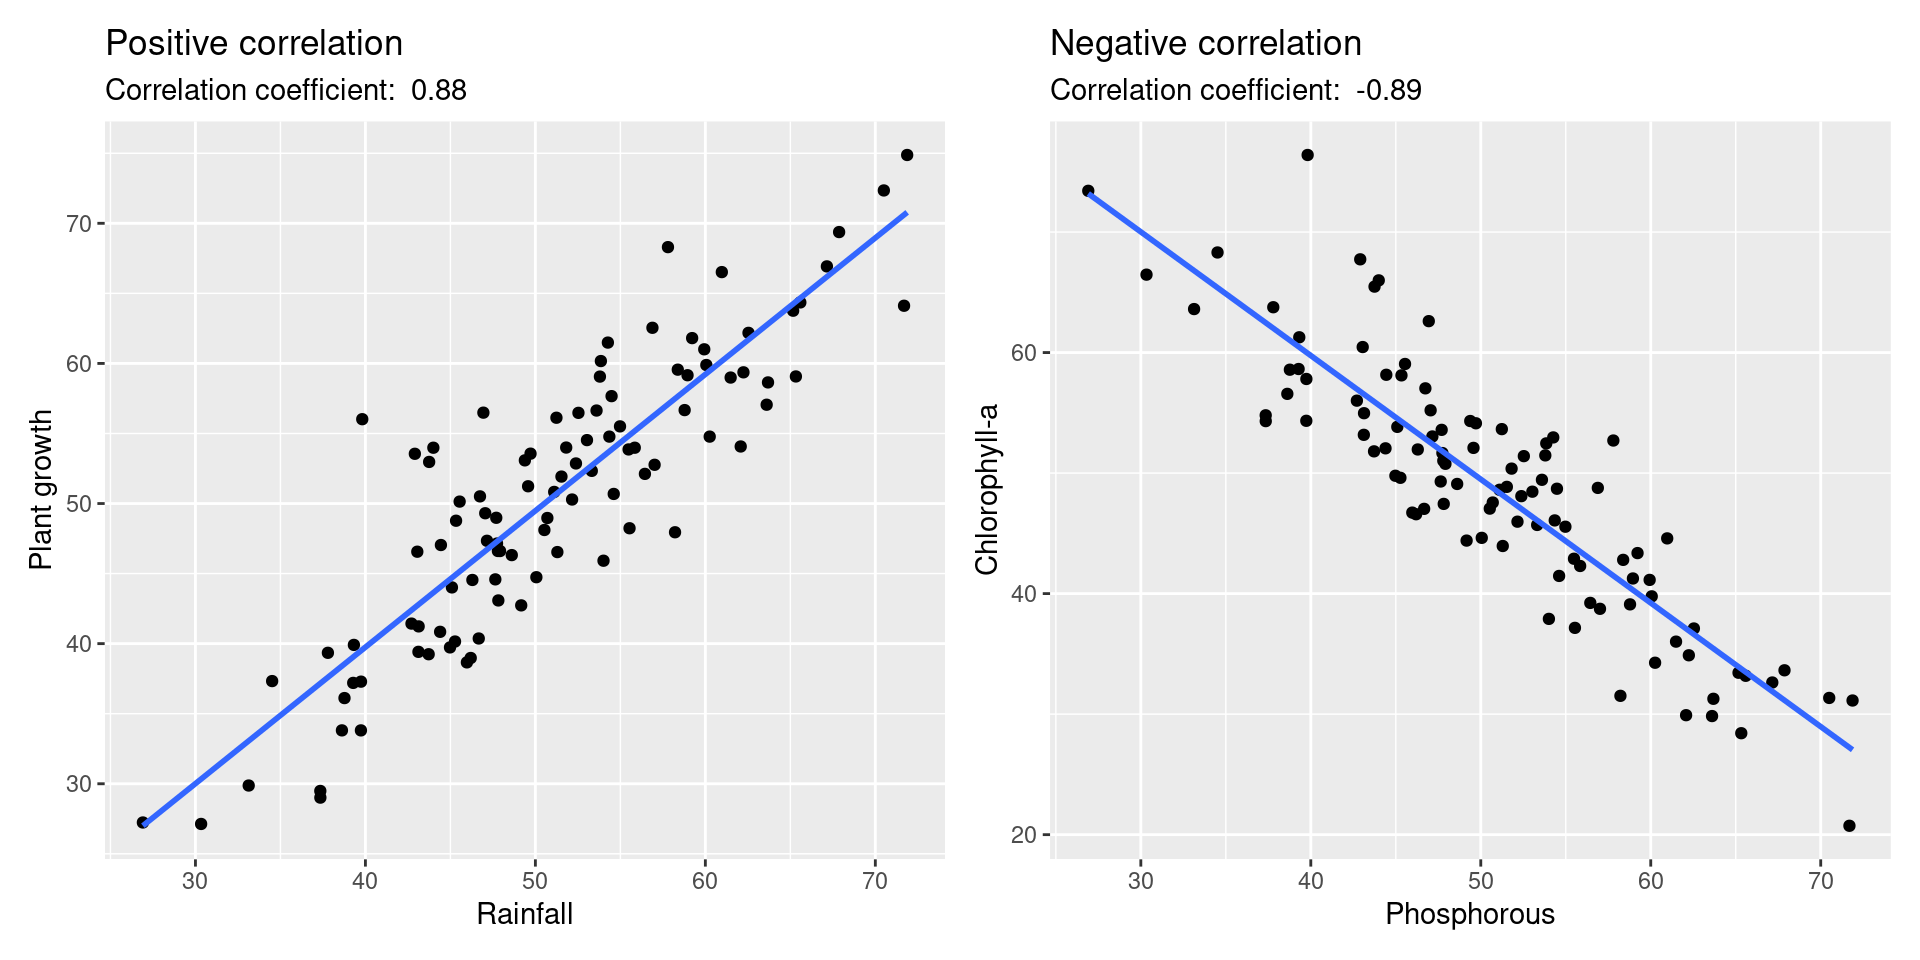 Positive correlation
Correlation coefficient:  0.88
Plant growth
70
60
50
40
30
30 40 50 60 70
Rainfall
Negative correlation
Correlation coefficient:  -0.89
Chlorophyll-a
60
40
20
30 40 50 60 70
Phosphorous